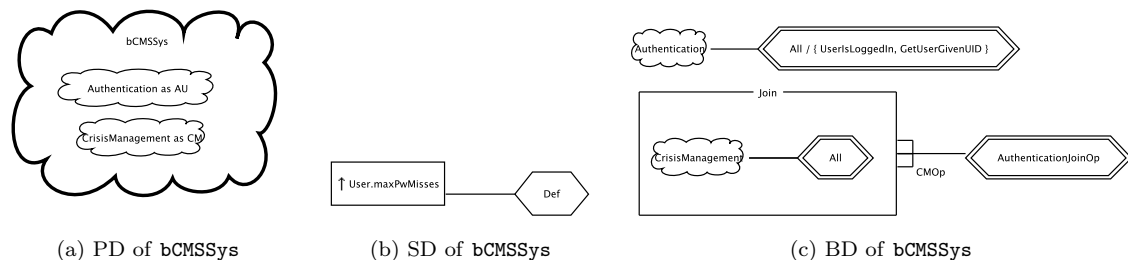 bCMSSys
Authentication as AU
CrisisManagement as CM
(a) PD of bCMSSys
↑ User.maxPwMisses
Def
(b) SD of bCMSSys
Authentication
All / { UserIsLoggedIn, GetUserGivenUID }
Join
CrisisManagement
All
CMOp
AuthenticationJoinOp
(c) BD of bCMSSys